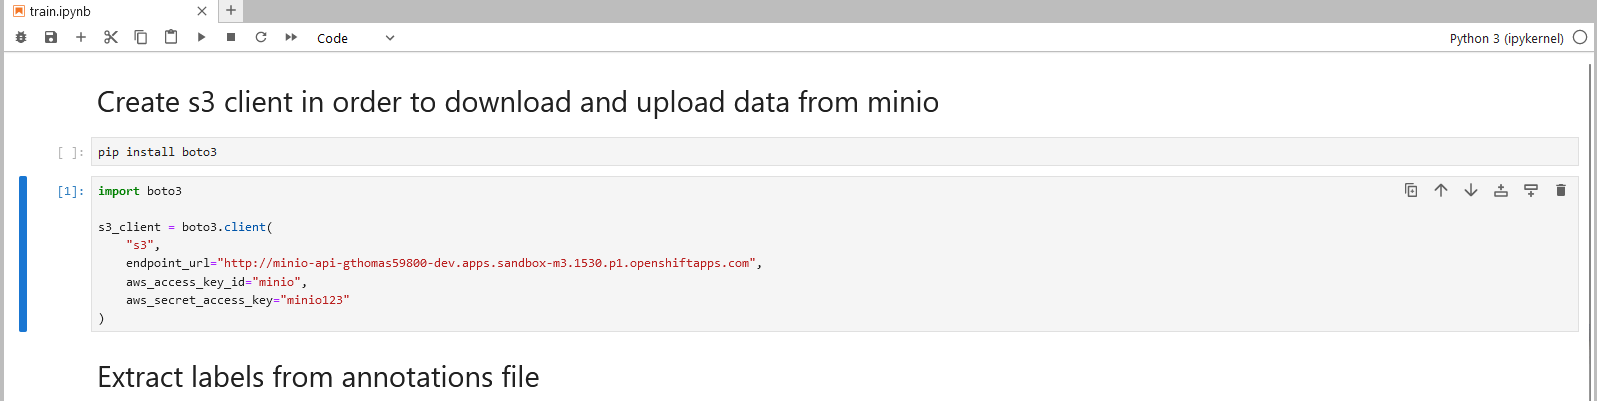 train.ipynb
Code
Python 3 (ipykernel)
Create s3 client in order to download and upload data from minio
[ ]: pip install boto3
[1]: import boto3
s3_client = boto3.client(
"s3",
endpoint_url="http://minio-api-gthomas59800-dev.apps.sandbox-m3.1530.p1.openshiftapps.com",
aws_access_key_id="minio",
aws_secret_access_key="minio123"
)
Extract labels from annotations file